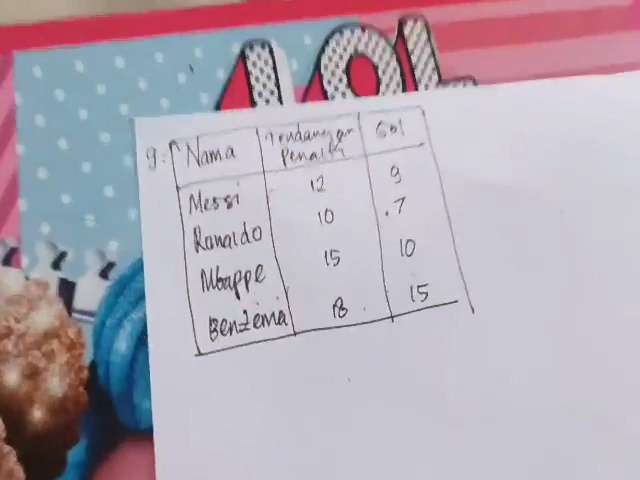 LOL
9. Nama Tendangan Penalti Gol
Messi 12 9
Ronaldo 10 7
Mbappe 15 10
Benzema 18 15